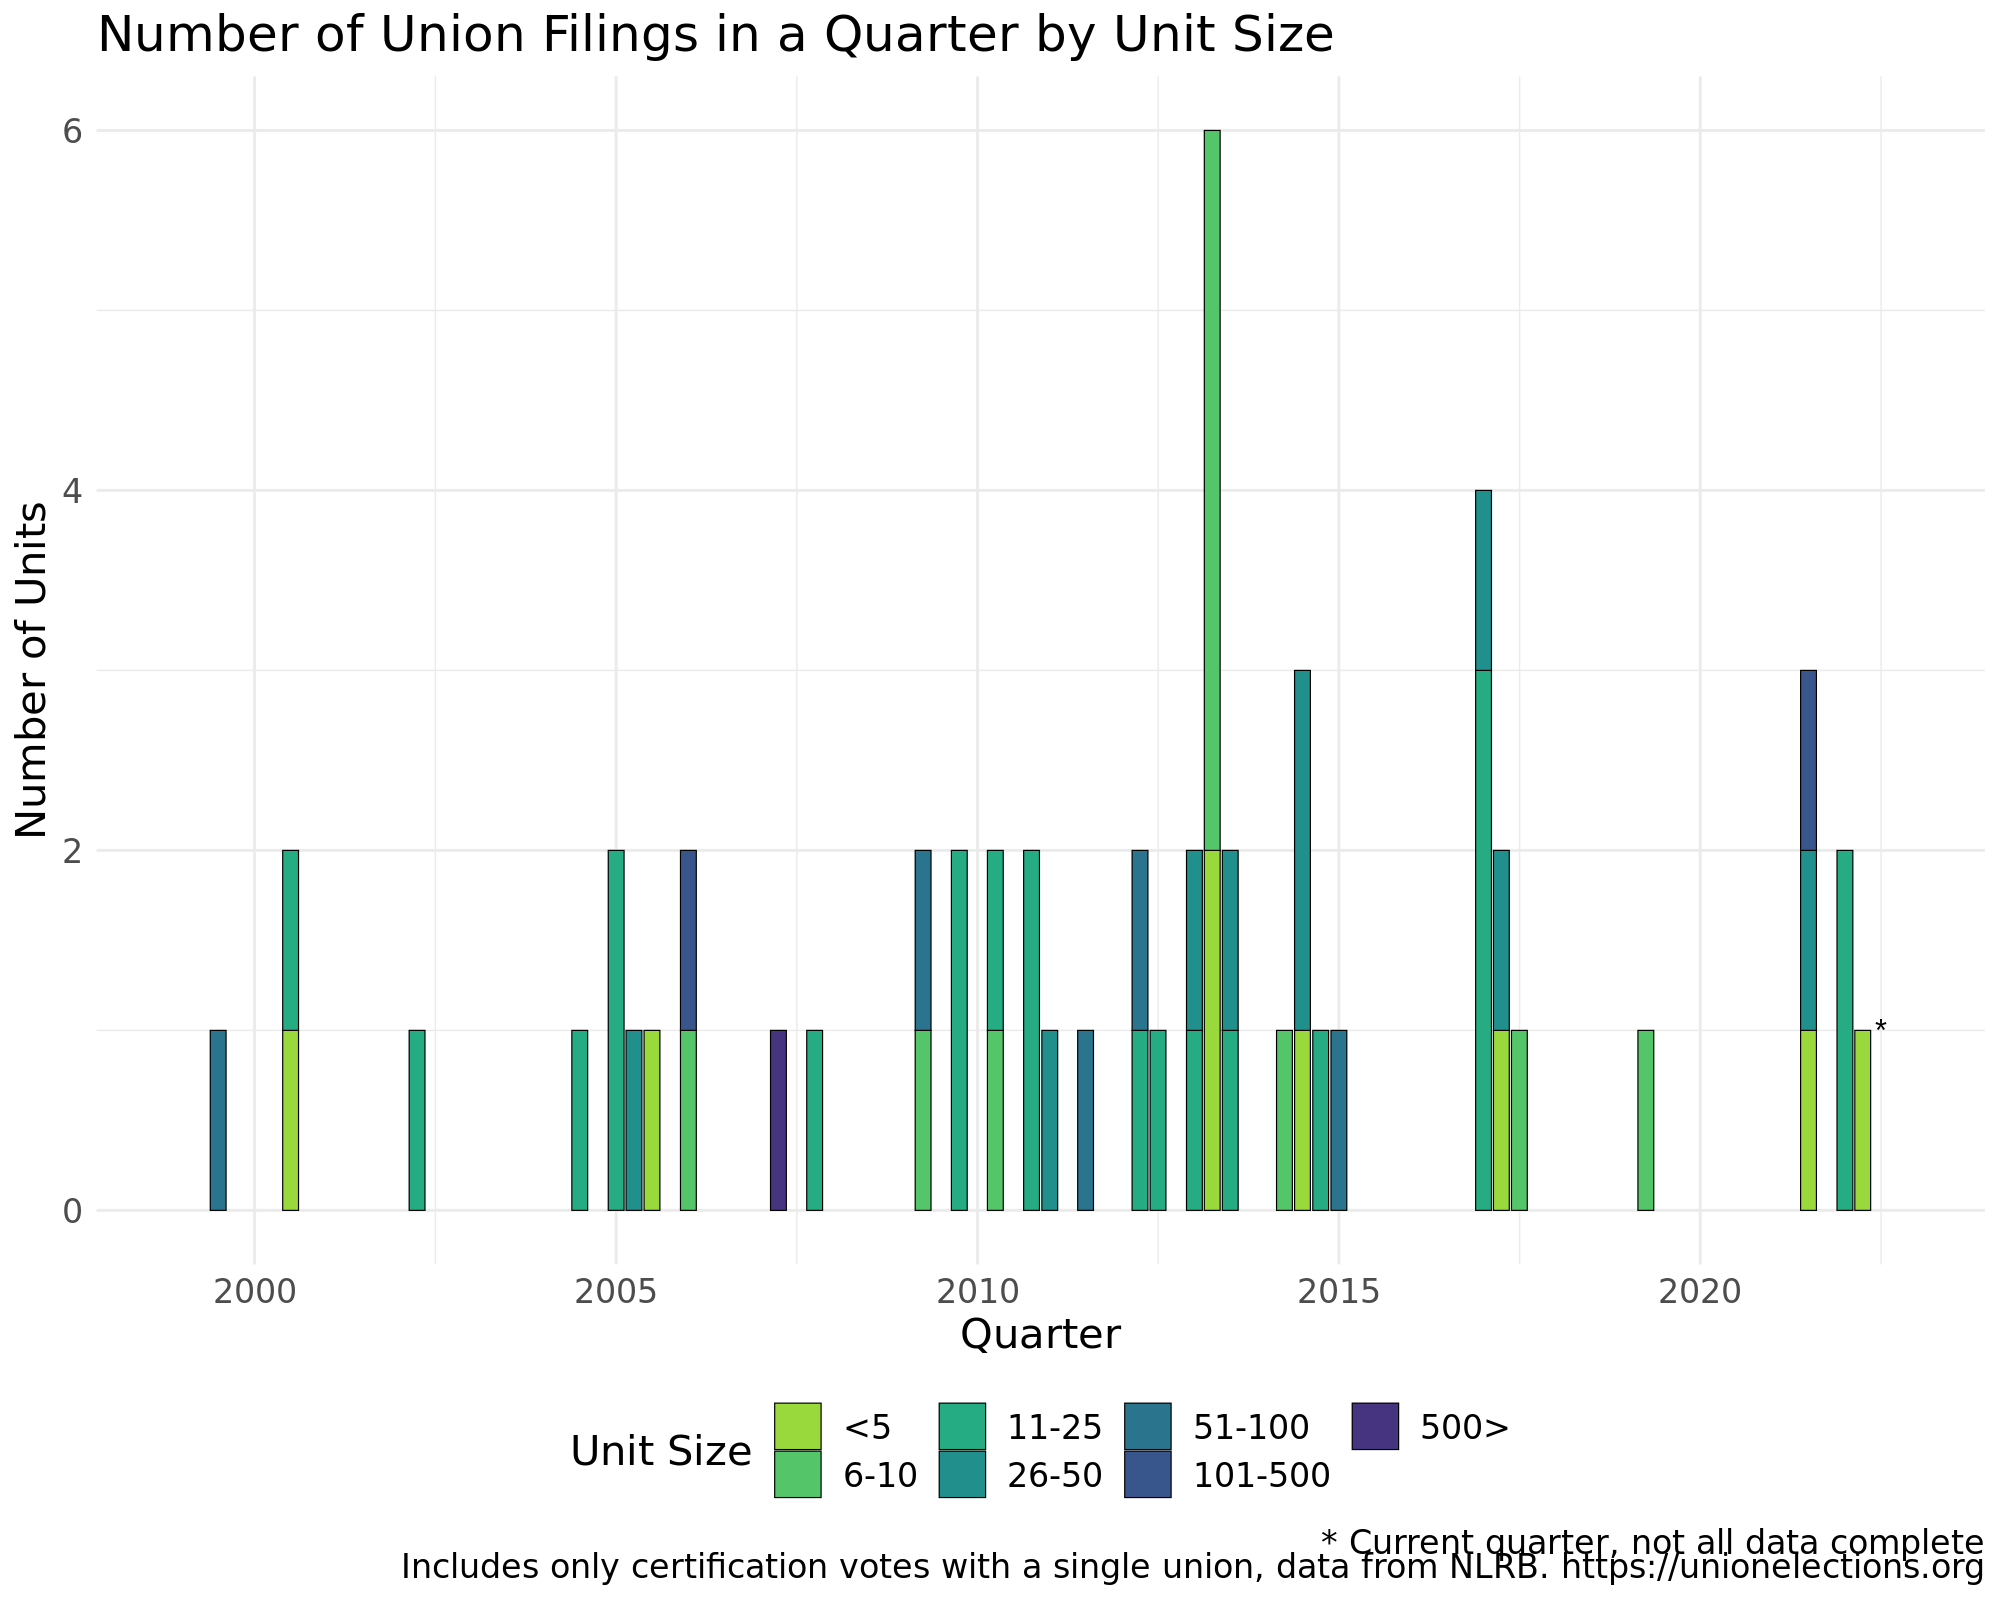 Number of Union Filings in a Quarter by Unit Size
Number of Units
6
4
2
0
*
2000 2005 2010 2015 2020
Quarter
Unit Size
<5 11-25 51-100 500>
6-10 26-50 101-500
* Current quarter, not all data complete
Includes only certification votes with a single union, data from NLRB. https://unionelections.org